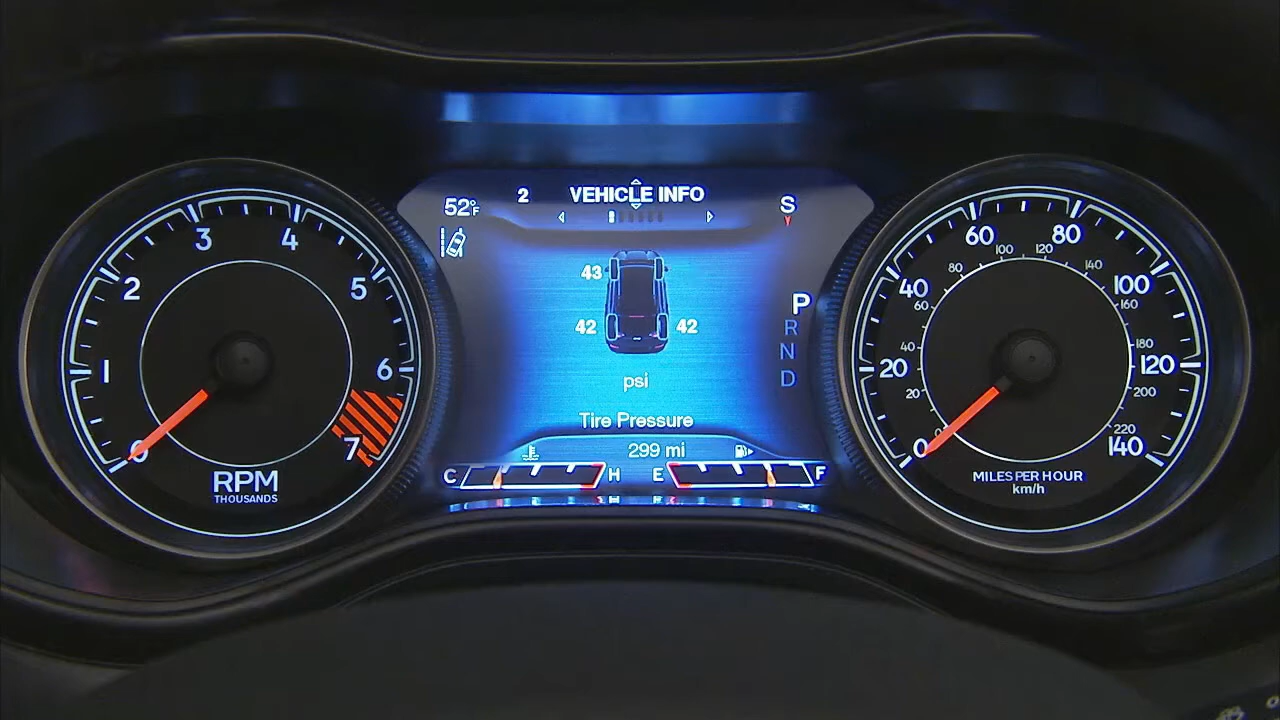 2 VEHICLE INFO
52°F
S
43
42 42
psi
Tire Pressure
299 mi
C H E F
P
R
N
D
0 1 2 3 4 5 6 7
RPM
THOUSANDS
0 20 40 60 80 100 120 140
0 20 40 60 80 100 120 140 160 180 200 220
MILES PER HOUR
km/h